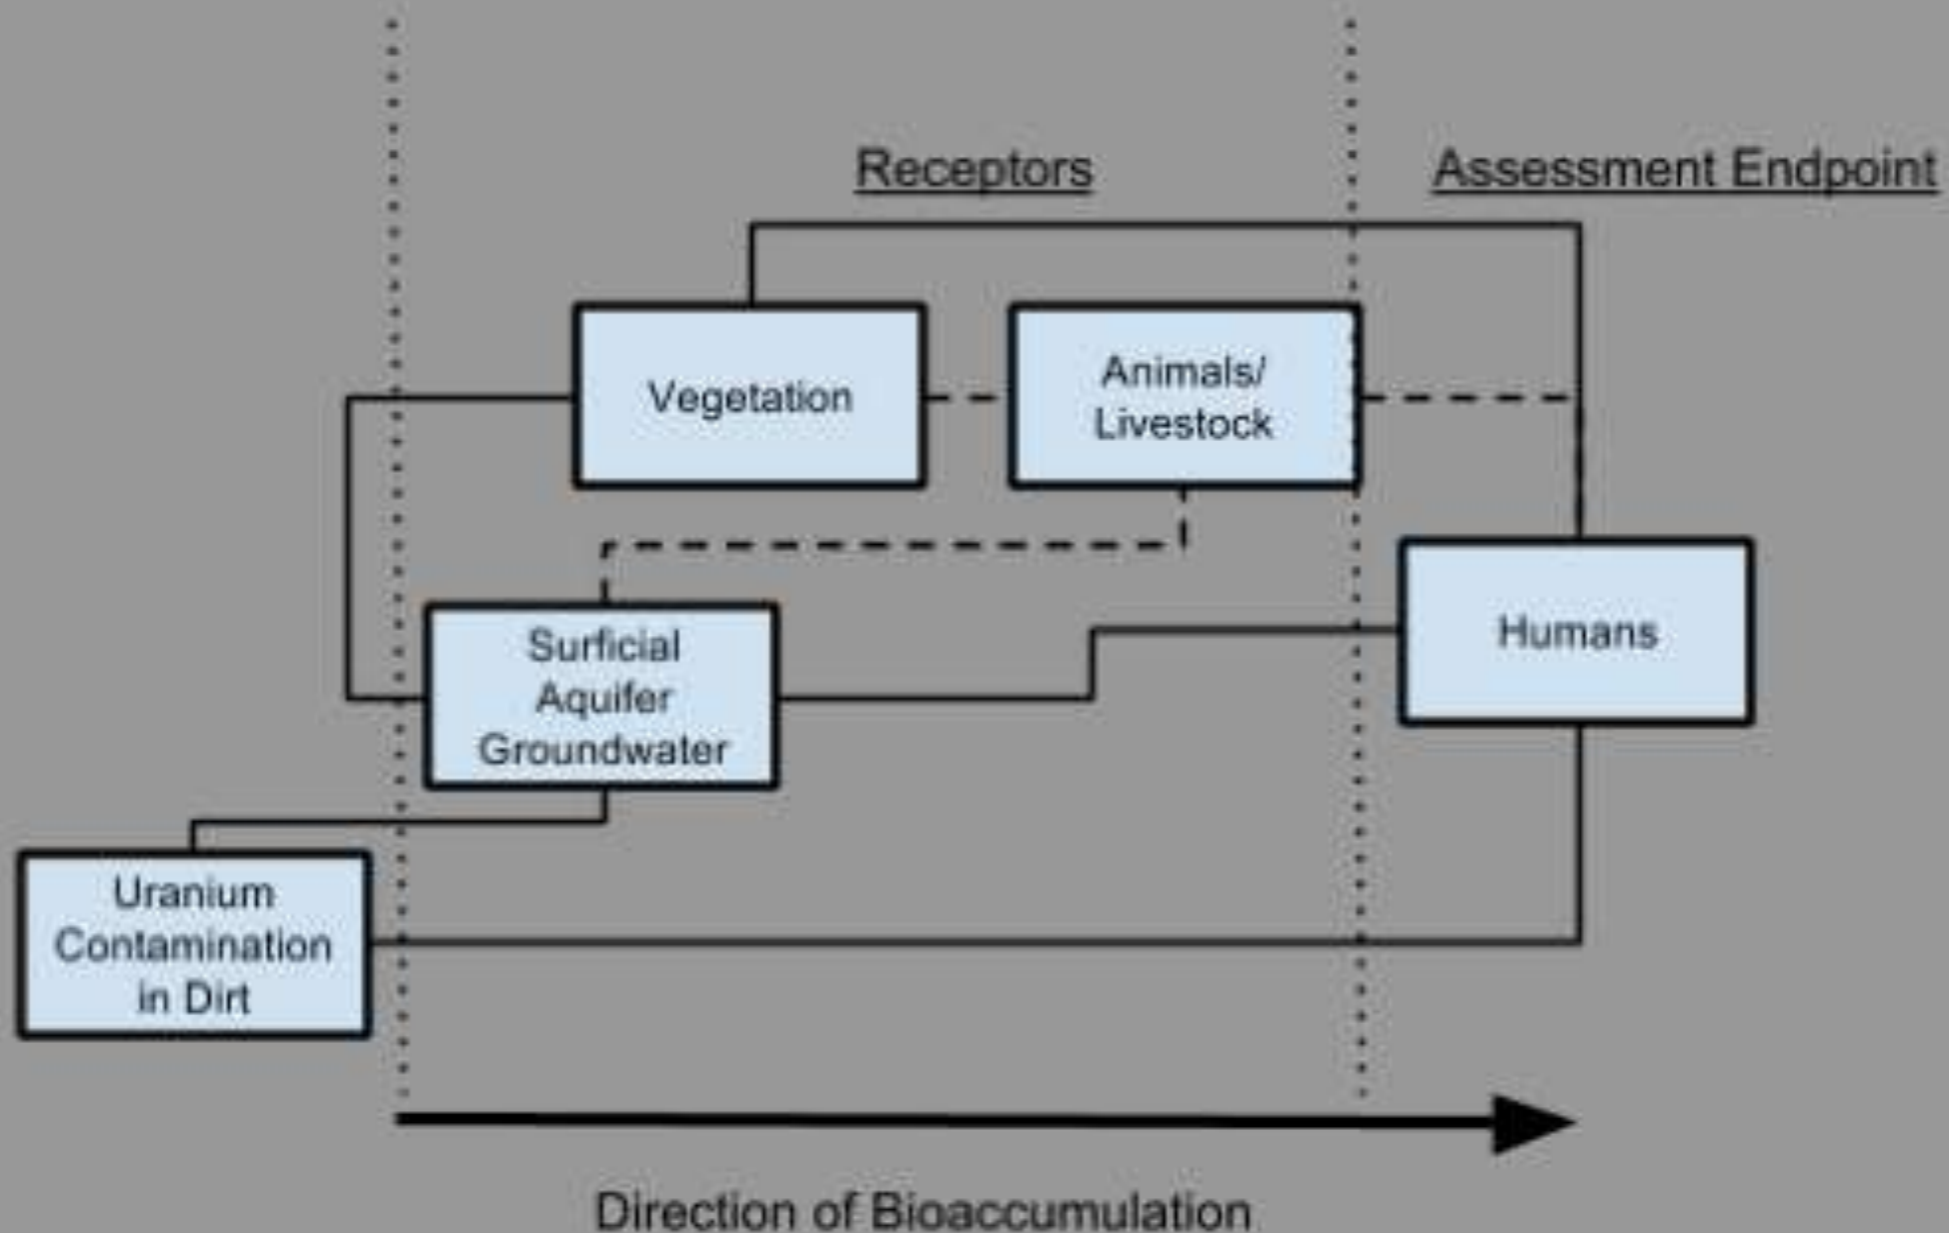 Receptors
Assessment Endpoint
Vegetation
Animals/
Livestock
Humans
Surficial
Aquifer
Groundwater
Uranium
Contamination
in Dirt
Direction of Bioaccumulation